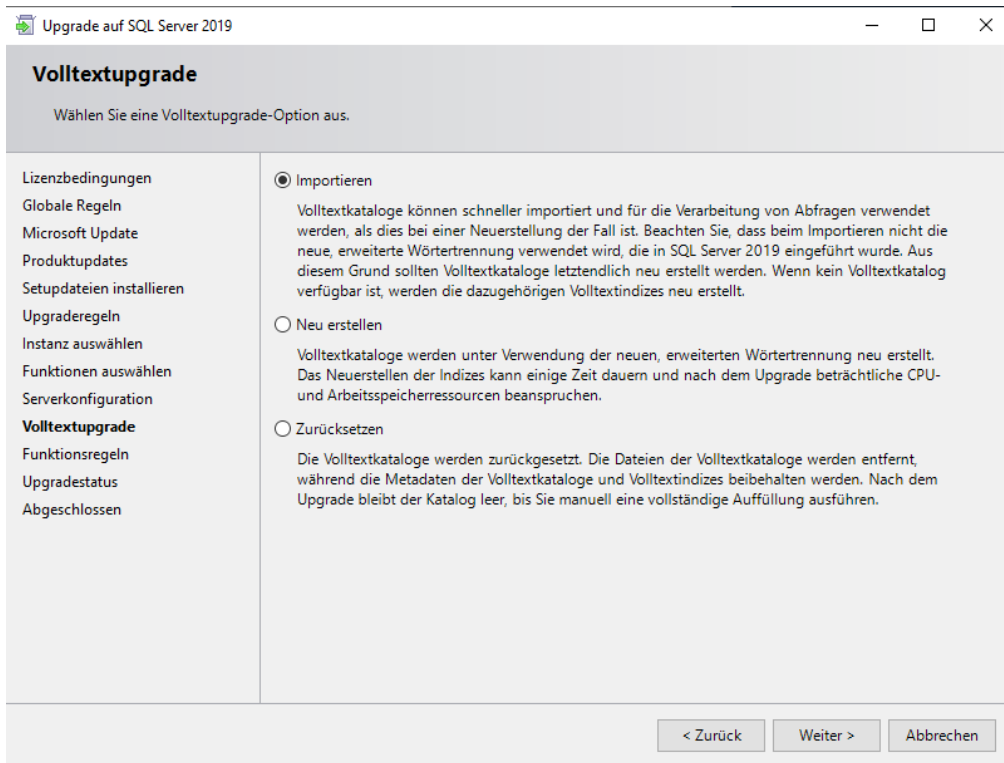 Upgrade auf SQL Server 2019
Volltextupgrade
Wählen Sie eine Volltextupgrade-Option aus.
Lizenzbedingungen
Globale Regeln
Microsoft Update
Produktupdates
Setupdateien installieren
Upgraderegeln
Instanz auswählen
Funktionen auswählen
Serverkonfiguration
Volltextupgrade
Funktionsregeln
Upgradestatus
Abgeschlossen
Importieren
Volltextkataloge können schneller importiert und für die Verarbeitung von Abfragen verwendet
werden, als dies bei einer Neuerstellung der Fall ist. Beachten Sie, dass beim Importieren nicht die
neue, erweiterte Wörtertrennung verwendet wird, die in SQL Server 2019 eingeführt wurde. Aus
diesem Grund sollten Volltextkataloge letztendlich neu erstellt werden. Wenn kein Volltextkatalog
verfügbar ist, werden die dazugehörigen Volltextindizes neu erstellt.
Neu erstellen
Volltextkataloge werden unter Verwendung der neuen, erweiterten Wörtertrennung neu erstellt.
Das Neuerstellen der Indizes kann einige Zeit dauern und nach dem Upgrade beträchtliche CPU-
und Arbeitsspeicherressourcen beanspruchen.
Zurücksetzen
Die Volltextkataloge werden zurückgesetzt. Die Dateien der Volltextkataloge werden entfernt,
während die Metadaten der Volltextkataloge und Volltextindizes beibehalten werden. Nach dem
Upgrade bleibt der Katalog leer, bis Sie manuell eine vollständige Auffüllung ausführen.
< Zurück
Weiter >
Abbrechen